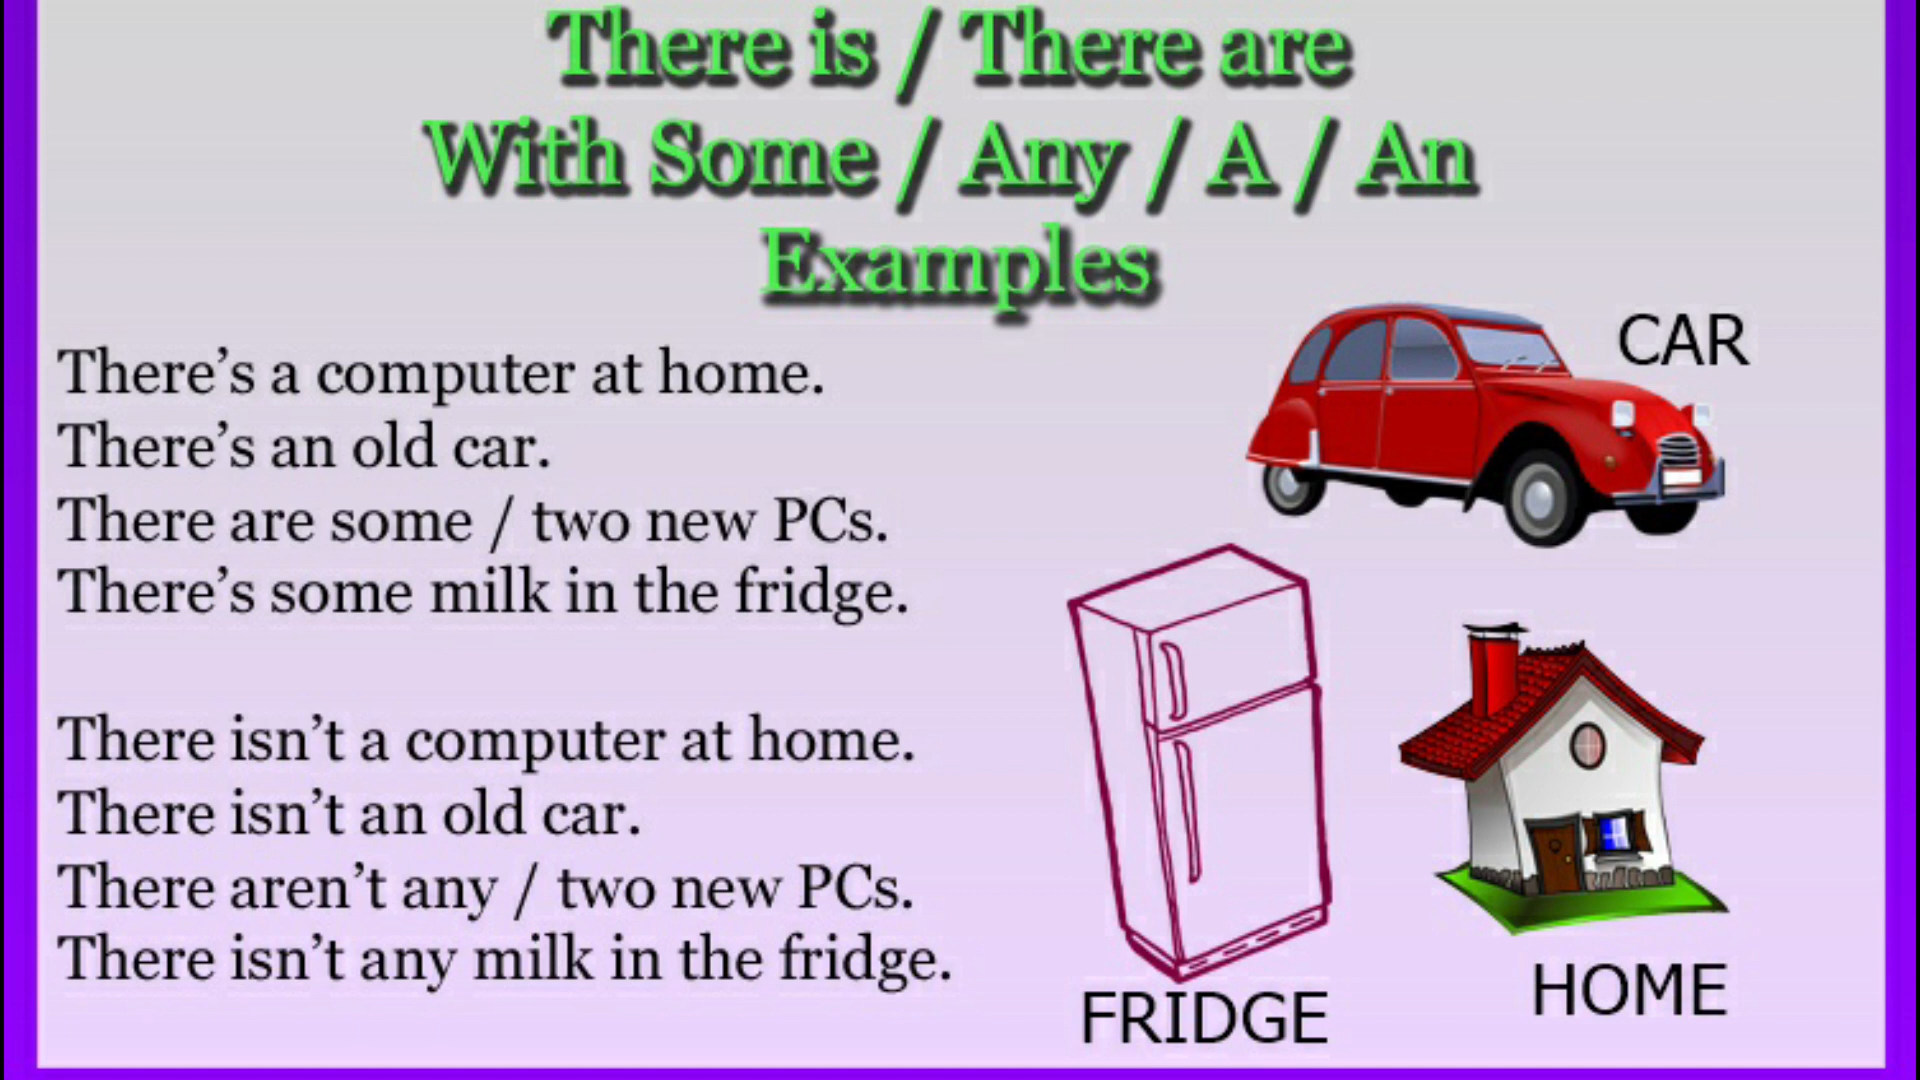 There is / There are
With Some / Any / A / An
Examples
There’s a computer at home.
There’s an old car.
There are some / two new PCs.
There’s some milk in the fridge.
There isn’t a computer at home.
There isn’t an old car.
There aren’t any / two new PCs.
There isn’t any milk in the fridge.
CAR
FRIDGE
HOME